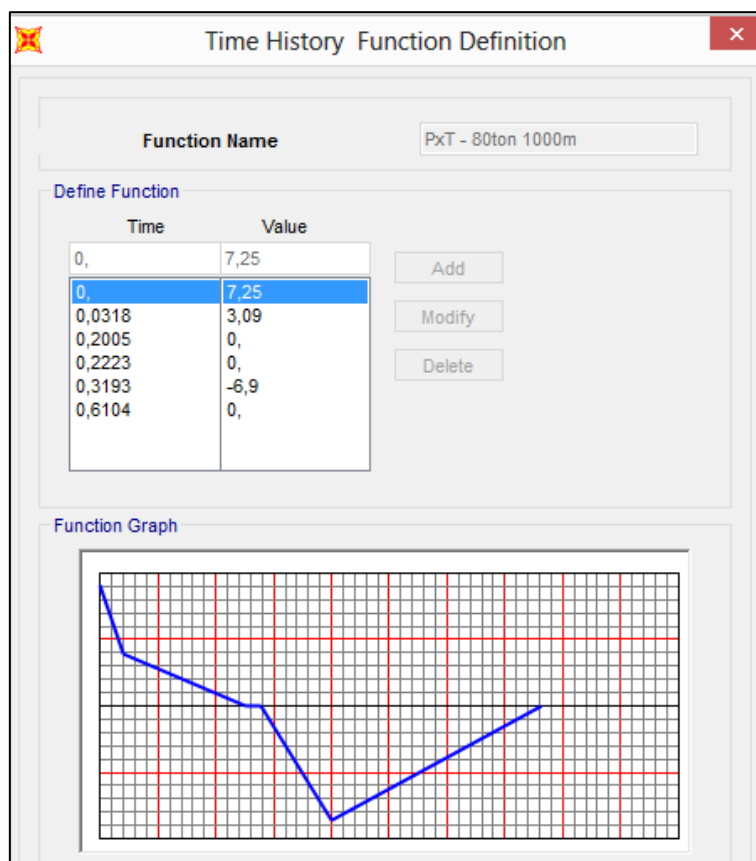 Time History Function Definition
Function Name PxT - 80ton 1000m
Define Function
Time Value
0, 7,25 Add
0, 7,25
0,0318 3,09 Modify
0,2005 0,
0,2223 0, Delete
0,3193 -6,9
0,6104 0,
Function Graph